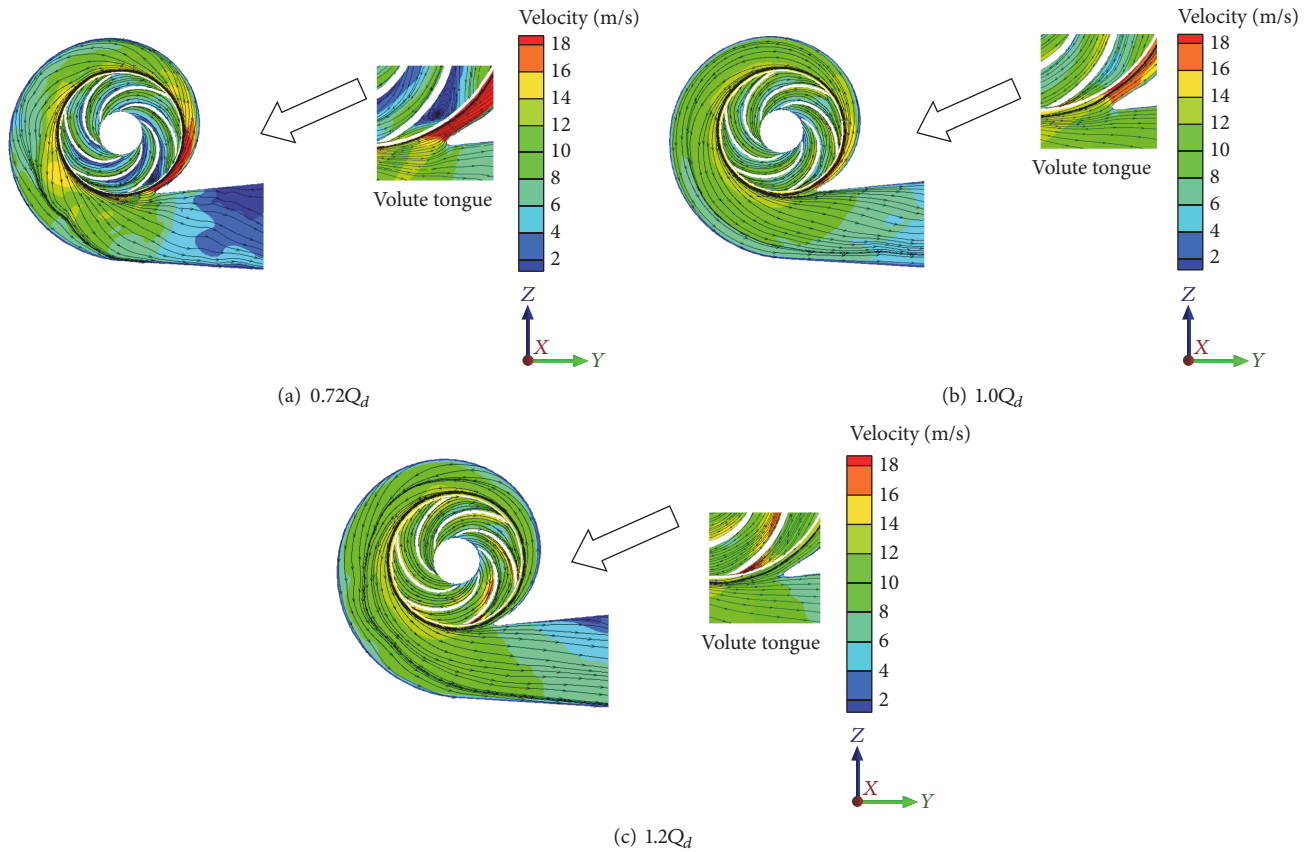 Velocity (m/s)
18
16
14
12
10
8
6
4
2
Volute tongue
Z
X
Y
(a) 0.72Q_d
Velocity (m/s)
18
16
14
12
10
8
6
4
2
Volute tongue
Z
X
Y
(b) 1.0Q_d
Velocity (m/s)
18
16
14
12
10
8
6
4
2
Volute tongue
Z
X
Y
(c) 1.2Q_d